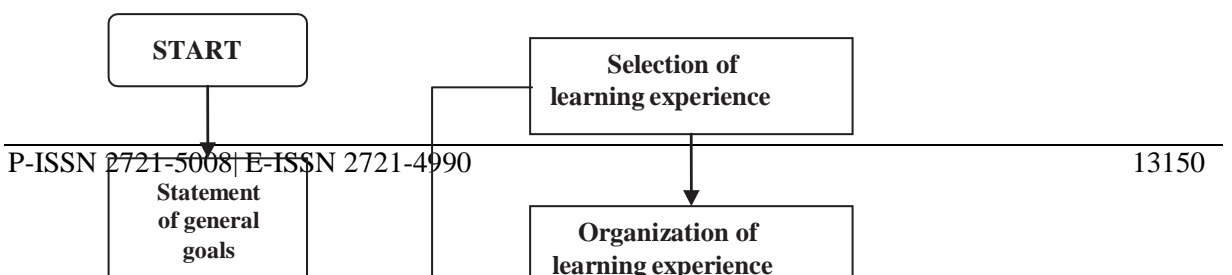 START
Selection of
learning experience
P-ISSN 2721-5008| E-ISSN 2721-4990 13150
Statement
of general
goals
Organization of
learning experience